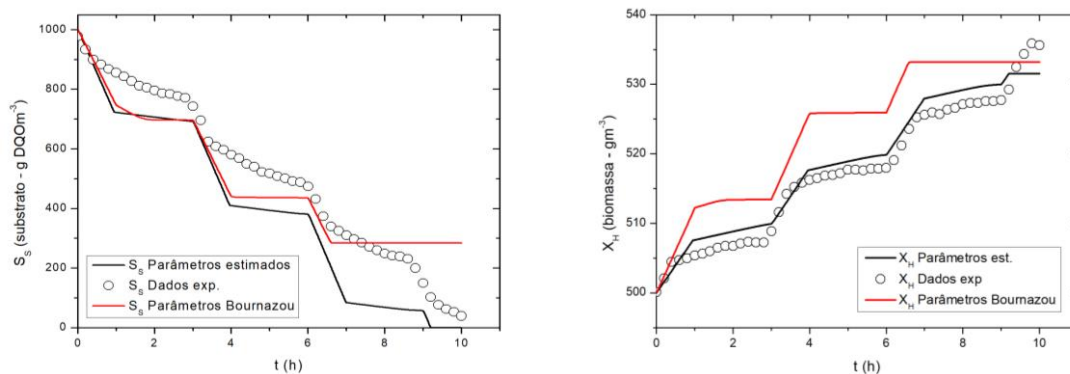 S_S (substrato - g DQOm⁻³)
1000
800
600
400
200
0
S_S Parâmetros estimados
S_S Dados exp.
S_S Parâmetros Bournazou
0 2 4 6 8 10
t (h)
X_H (biomassa - gm⁻³)
540
530
520
510
500
X_H Parâmetros est.
X_H Dados exp
X_H Parâmetros Bournazou
0 2 4 6 8 10
t (h)